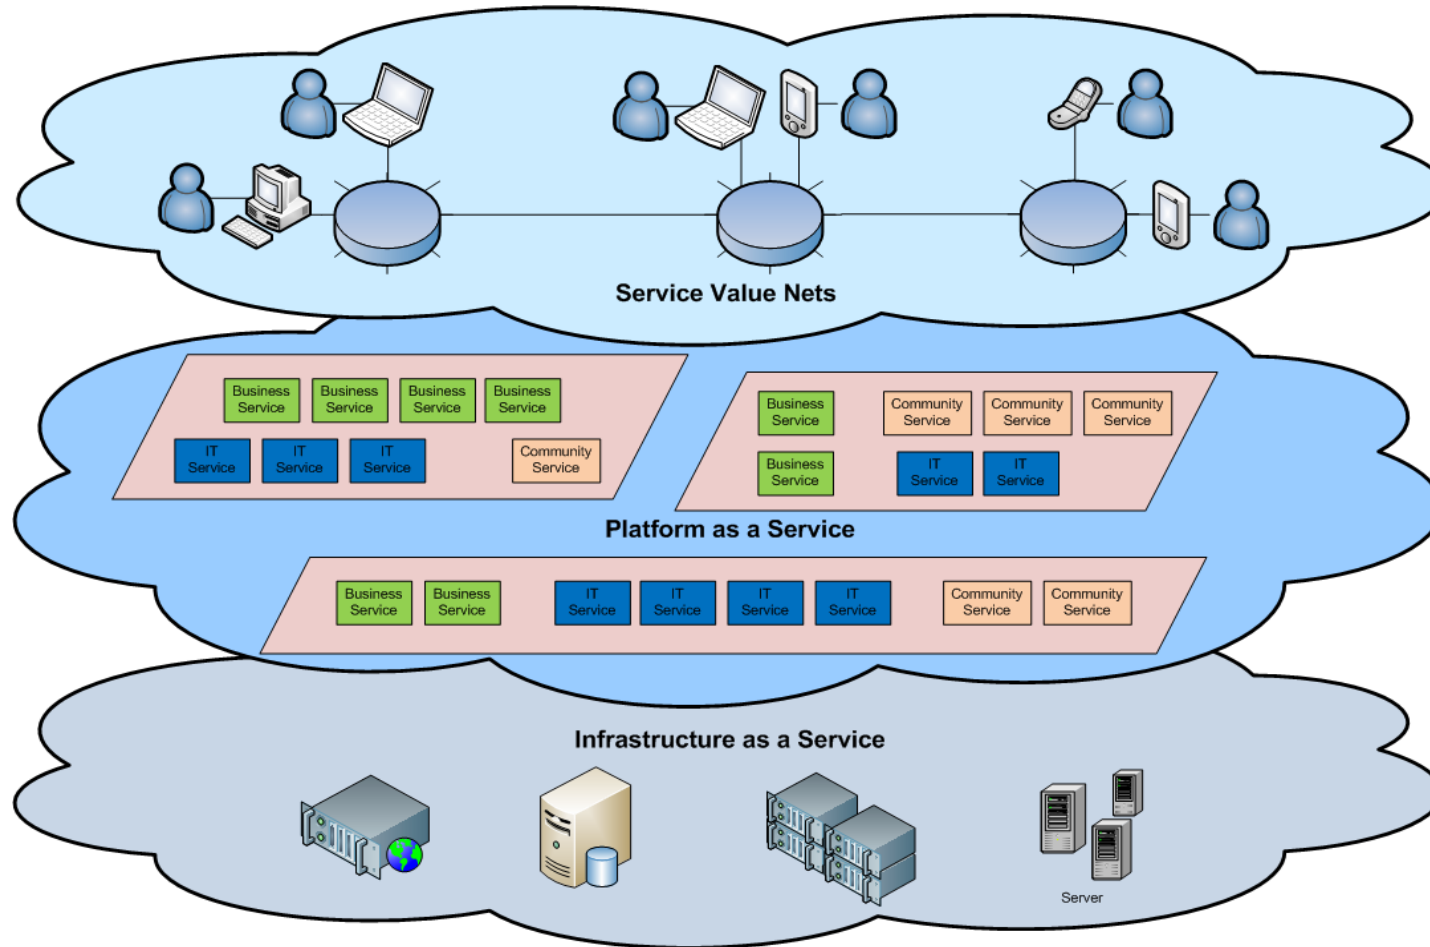 Service Value Nets
Business Business Business Business
Service Service Service Service
IT IT IT Community
Service Service Service Service
Business Community Community Community
Service Service Service Service
Business IT IT
Service Service Service
Platform as a Service
Business Business IT IT IT IT Community Community
Service Service Service Service Service Service Service Service
Infrastructure as a Service
Server